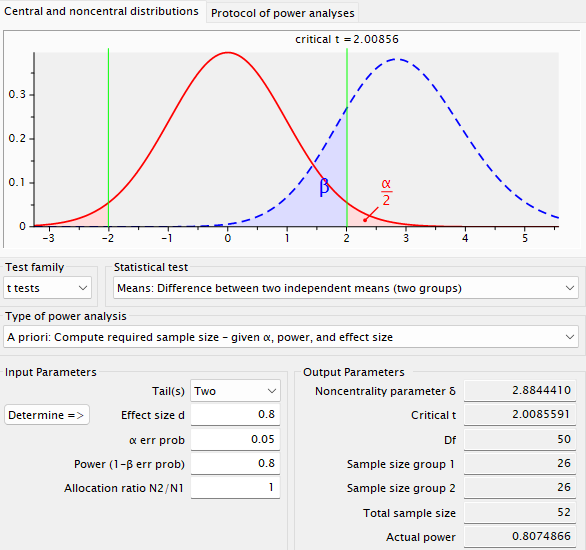 Central and noncentral distributions Protocol of power analyses
critical t = 2.00856
0.3
0.2
0.1
0
β
α
2
-3 -2 -1 0 1 2 3 4 5
Test family Statistical test
t tests Means: Difference between two independent means (two groups)
Type of power analysis
A priori: Compute required sample size – given α, power, and effect size
Input Parameters Output Parameters
Tail(s) Two Noncentrality parameter δ 2.8844410
Determine => Effect size d 0.8 Critical t 2.0085591
α err prob 0.05 Df 50
Power (1-β err prob) 0.8 Sample size group 1 26
Allocation ratio N2/N1 1 Sample size group 2 26
Total sample size 52
Actual power 0.8074866